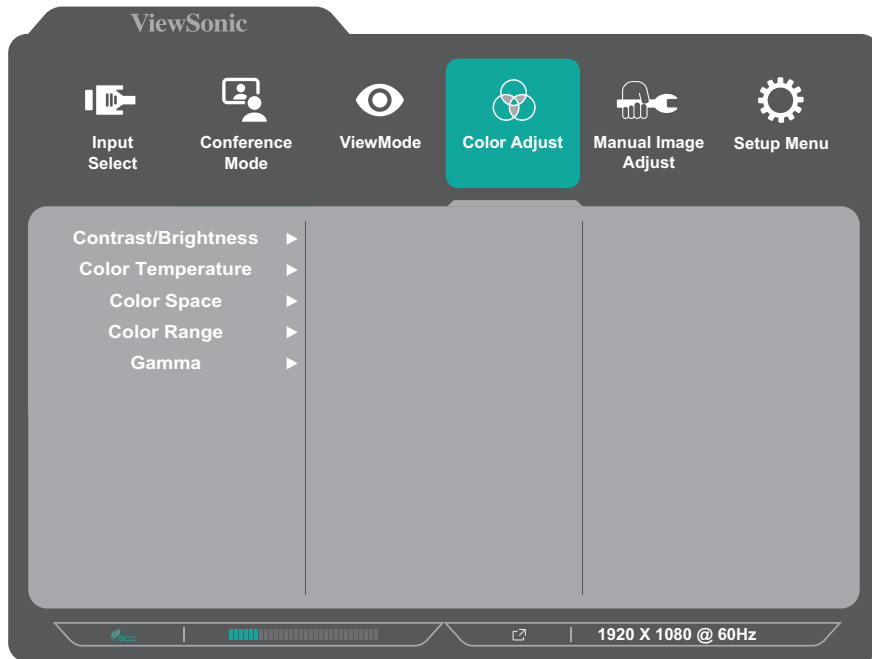 ViewSonic
Input
Select
Conference
Mode
ViewMode
Color Adjust
Manual Image
Adjust
Setup Menu
Contrast/Brightness
Color Temperature
Color Space
Color Range
Gamma
eco
1920 X 1080 @ 60Hz